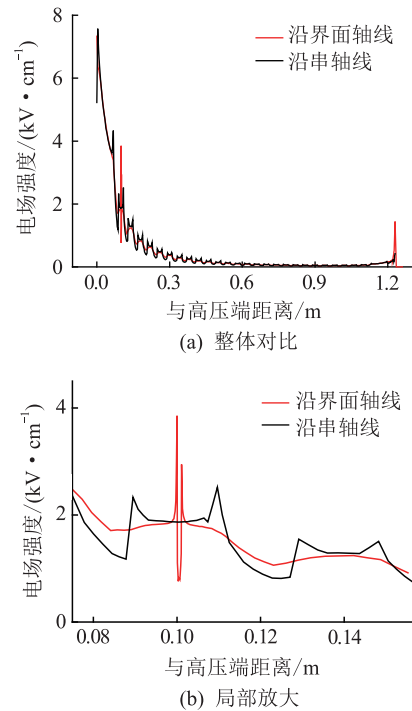 8
6
4
2
0
电场强度/(kV·cm⁻¹)
沿界面轴线
沿串轴线
0.0 0.3 0.6 0.9 1.2
与高压端距离/m
(a) 整体对比
4
2
0
电场强度/(kV·cm⁻¹)
沿界面轴线
沿串轴线
0.08 0.10 0.12 0.14
与高压端距离/m
(b) 局部放大